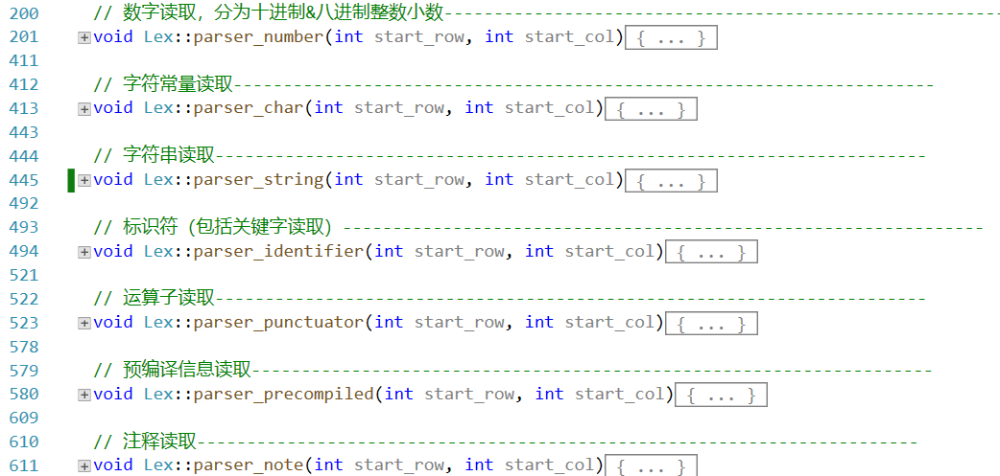 200 // 数字读取，分为十进制&八进制整数小数--------------------------------------------------------
201 void Lex::parser_number(int start_row, int start_col) { ... }
411
412 // 字符常量读取----------------------------------------------------------------------
413 void Lex::parser_char(int start_row, int start_col) { ... }
443
444 // 字符串读取-----------------------------------------------------------------------
445 void Lex::parser_string(int start_row, int start_col) { ... }
492
493 // 标识符（包括关键字读取）----------------------------------------------------------------
494 void Lex::parser_identifier(int start_row, int start_col) { ... }
521
522 // 运算子读取-----------------------------------------------------------------------
523 void Lex::parser_punctuator(int start_row, int start_col) { ... }
578
579 // 预编译信息读取--------------------------------------------------------------------
580 void Lex::parser_precompiled(int start_row, int start_col) { ... }
609
610 // 注释读取------------------------------------------------------------------------
611 void Lex::parser_note(int start_row, int start_col) { ... }